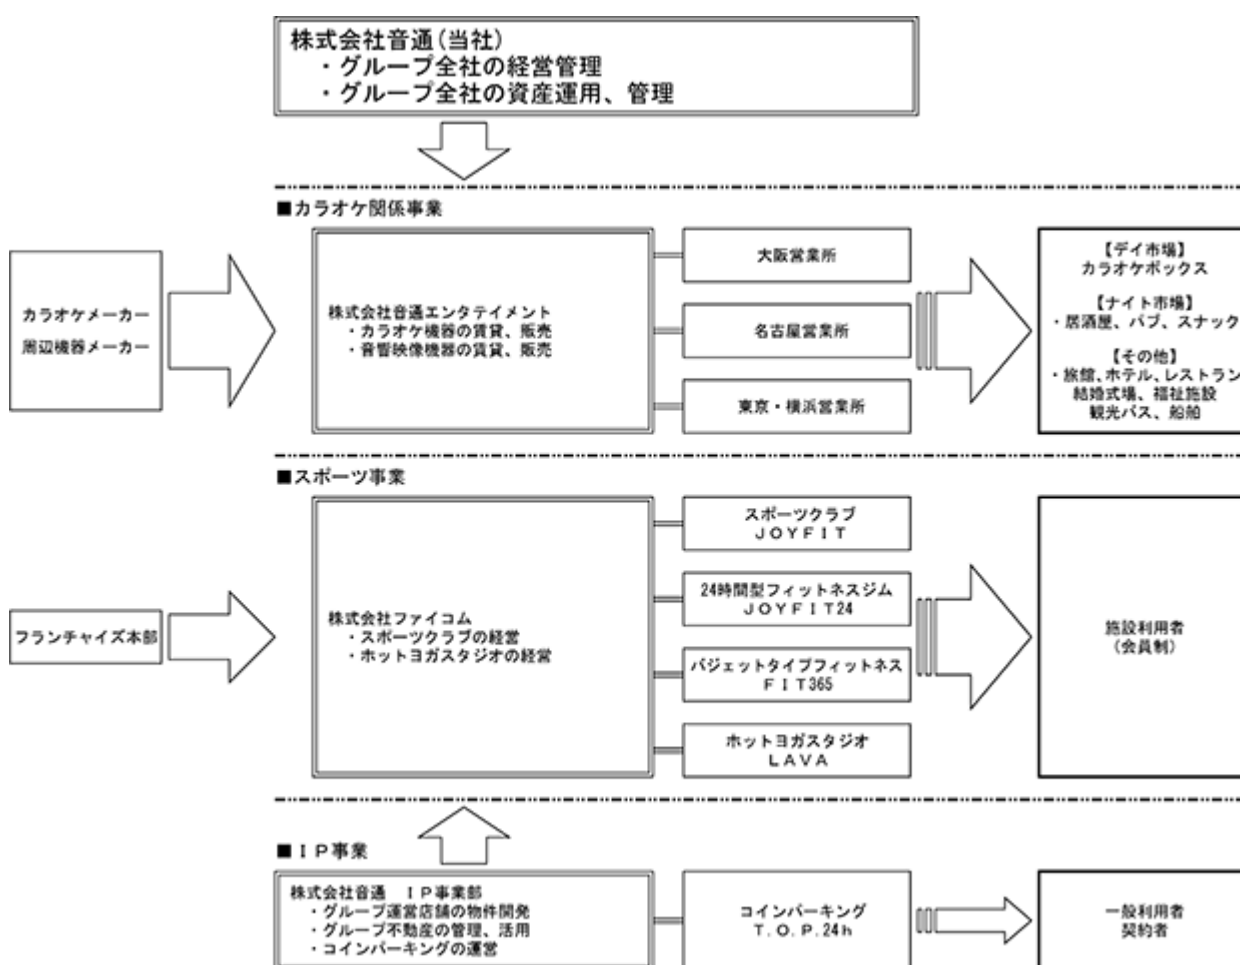 株式会社音通(当社)
・グループ全社の経営管理
・グループ全社の資産運用、管理
■カラオケ関係事業
カラオケメーカー
周辺機器メーカー
株式会社音通エンタテイメント
・カラオケ機器の賃貸、販売
・音響映像機器の賃貸、販売
大阪営業所
名古屋営業所
東京・横浜営業所
【デイ市場】
カラオケボックス
【ナイト市場】
・居酒屋、パブ、スナック
【その他】
・旅館、ホテル、レストラン
結婚式場、福祉施設
観光バス、船舶
■スポーツ事業
フランチャイズ本部
株式会社ファイコム
・スポーツクラブの経営
・ホットヨガスタジオの経営
スポーツクラブ
ＪＯＹＦＩＴ
24時間型フィットネスジム
ＪＯＹＦＩＴ24
バジェットタイプフィットネス
ＦＩＴ365
ホットヨガスタジオ
ＬＡＶＡ
施設利用者
(会員制)
■ＩＰ事業
株式会社音通　ＩＰ事業部
・グループ運営店舗の物件開発
・グループ不動産の管理、活用
・コインパーキングの運営
コインパーキング
Ｔ．Ｏ．Ｐ．24ｈ
一般利用者
契約者